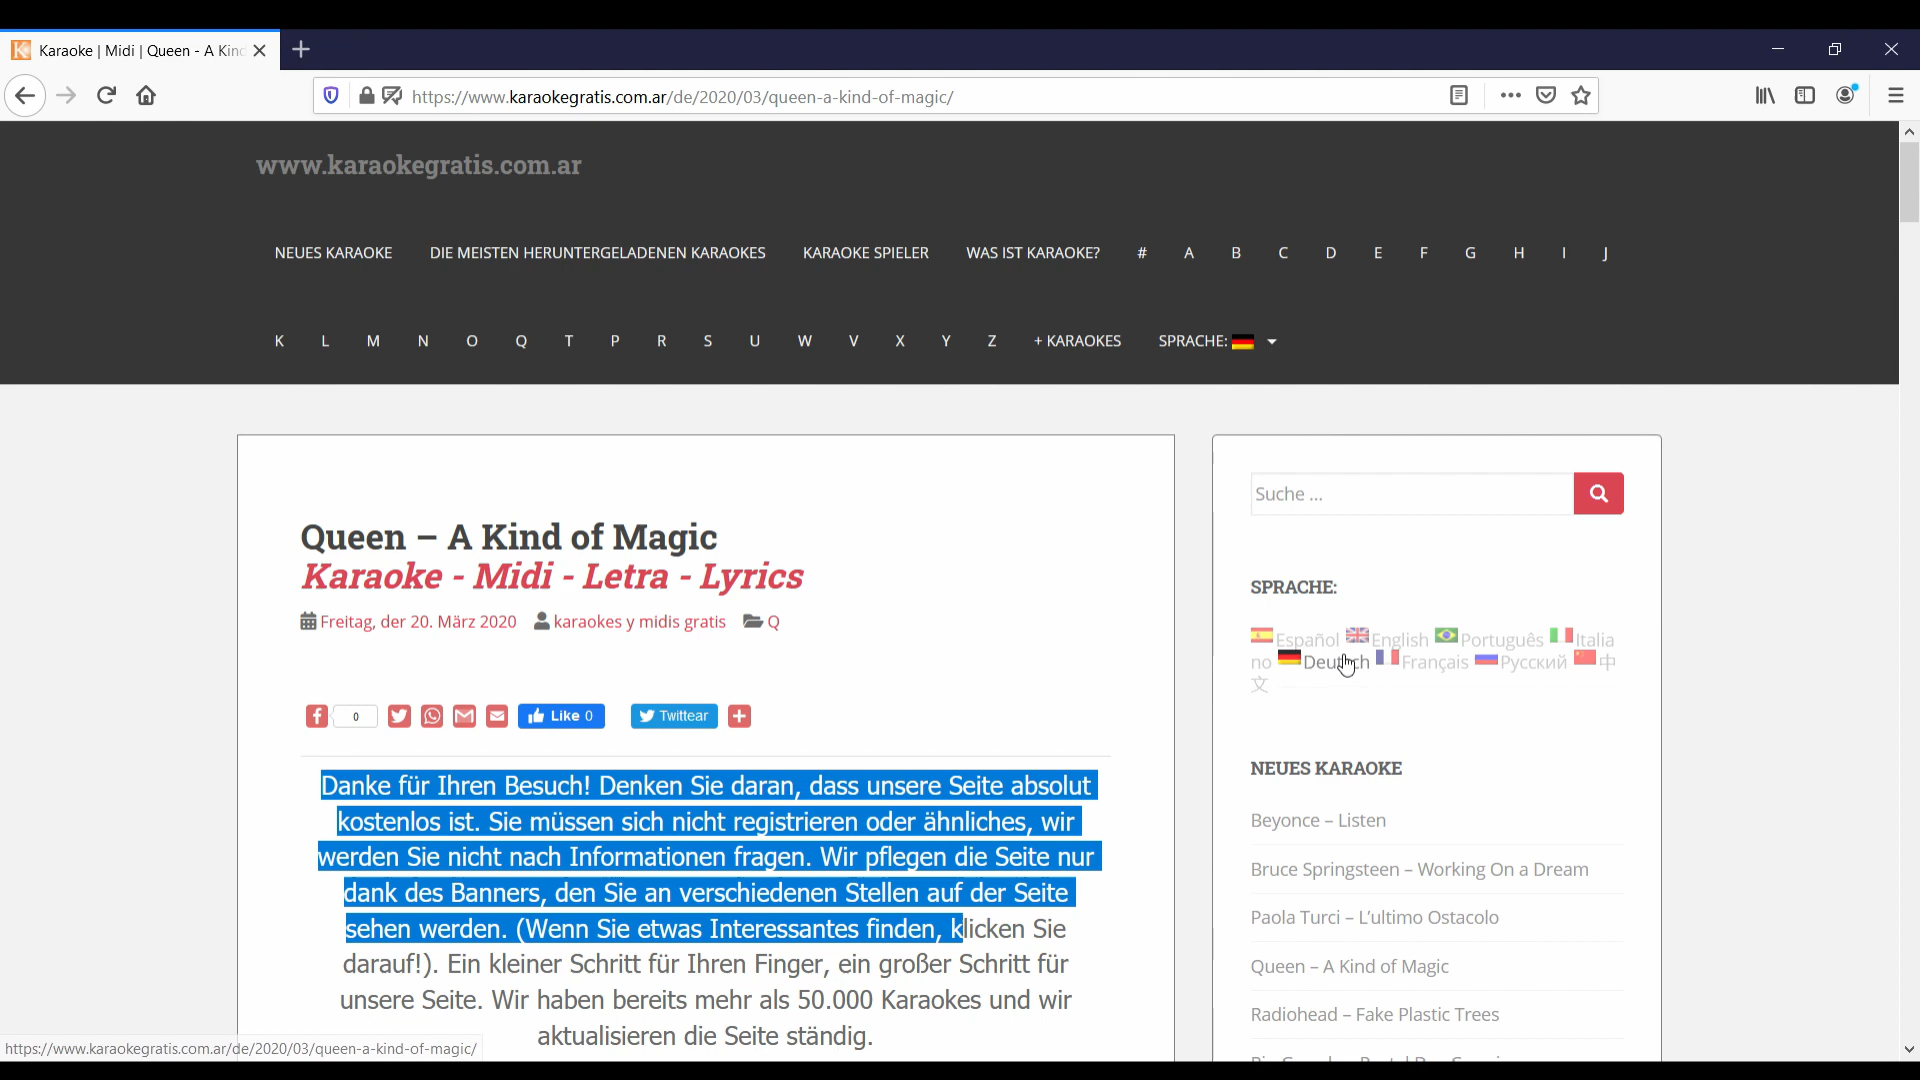 Karaoke | Midi | Queen - A Kind
https://www.karaokegratis.com.ar/de/2020/03/queen-a-kind-of-magic/
www.karaokegratis.com.ar
NEUES KARAOKE DIE MEISTEN HERUNTERGELADENEN KARAOKES KARAOKE SPIELER WAS IST KARAOKE? # A B C D E F G H I J
K L M N O Q T P R S U W V X Y Z + KARAOKES SPRACHE:
Queen – A Kind of Magic
Karaoke - Midi - Letra - Lyrics
Freitag, der 20. März 2020 karaokes y midis gratis Q
0 Like 0 Twittear
Danke für Ihren Besuch! Denken Sie daran, dass unsere Seite absolut
kostenlos ist. Sie müssen sich nicht registrieren oder ähnliches, wir
werden Sie nicht nach Informationen fragen. Wir pflegen die Seite nur
dank des Banners, den Sie an verschiedenen Stellen auf der Seite
sehen werden. (Wenn Sie etwas Interessantes finden, klicken Sie
darauf!). Ein kleiner Schritt für Ihren Finger, ein großer Schritt für
unsere Seite. Wir haben bereits mehr als 50.000 Karaokes und wir
aktualisieren die Seite ständig.
Suche ...
SPRACHE:
Español English Português Italia
no Deutsch Français Русский 中
文
NEUES KARAOKE
Beyonce – Listen
Bruce Springsteen – Working On a Dream
Paola Turci – L'ultimo Ostacolo
Queen – A Kind of Magic
Radiohead – Fake Plastic Trees
https://www.karaokegratis.com.ar/de/2020/03/queen-a-kind-of-magic/